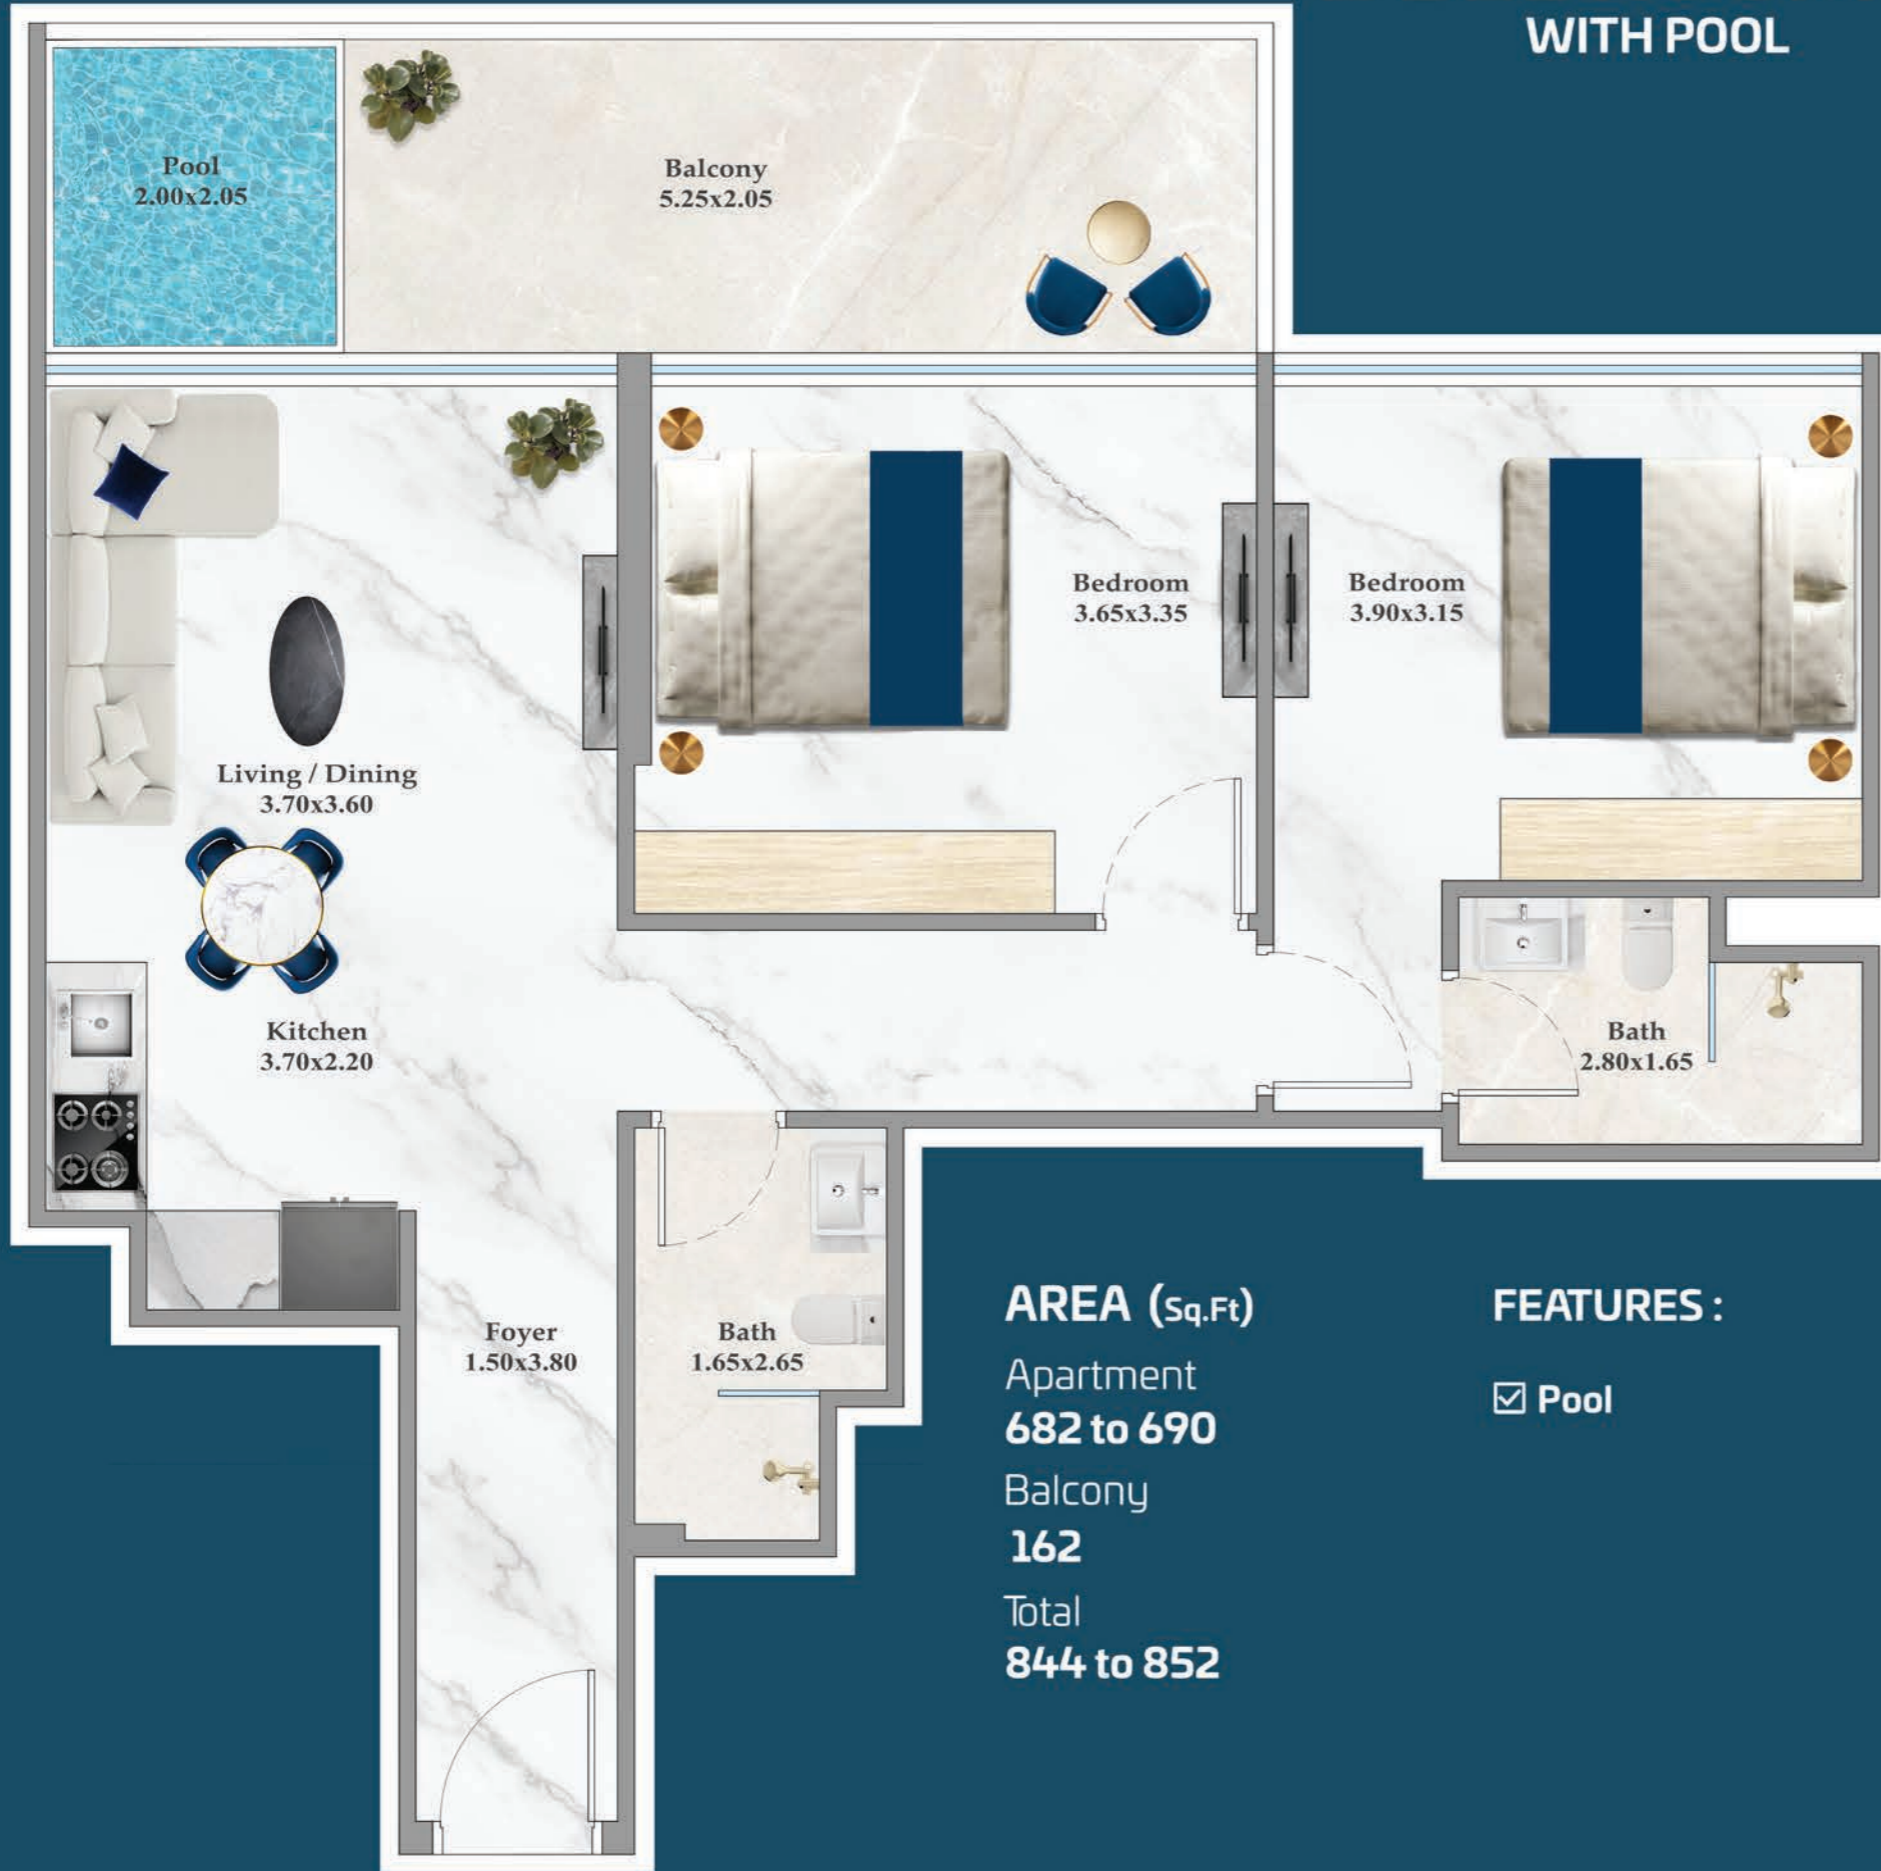 WITH POOL
Pool
2.00x2.05
Balcony
5.25x2.05
Bedroom
3.65x3.35
Bedroom
3.90x3.15
Living / Dining
3.70x3.60
Kitchen
3.70x2.20
Bath
2.80x1.65
Foyer
1.50x3.80
Bath
1.65x2.65
AREA (Sq.Ft)
Apartment
682 to 690
Balcony
162
Total
844 to 852
FEATURES :
☑ Pool